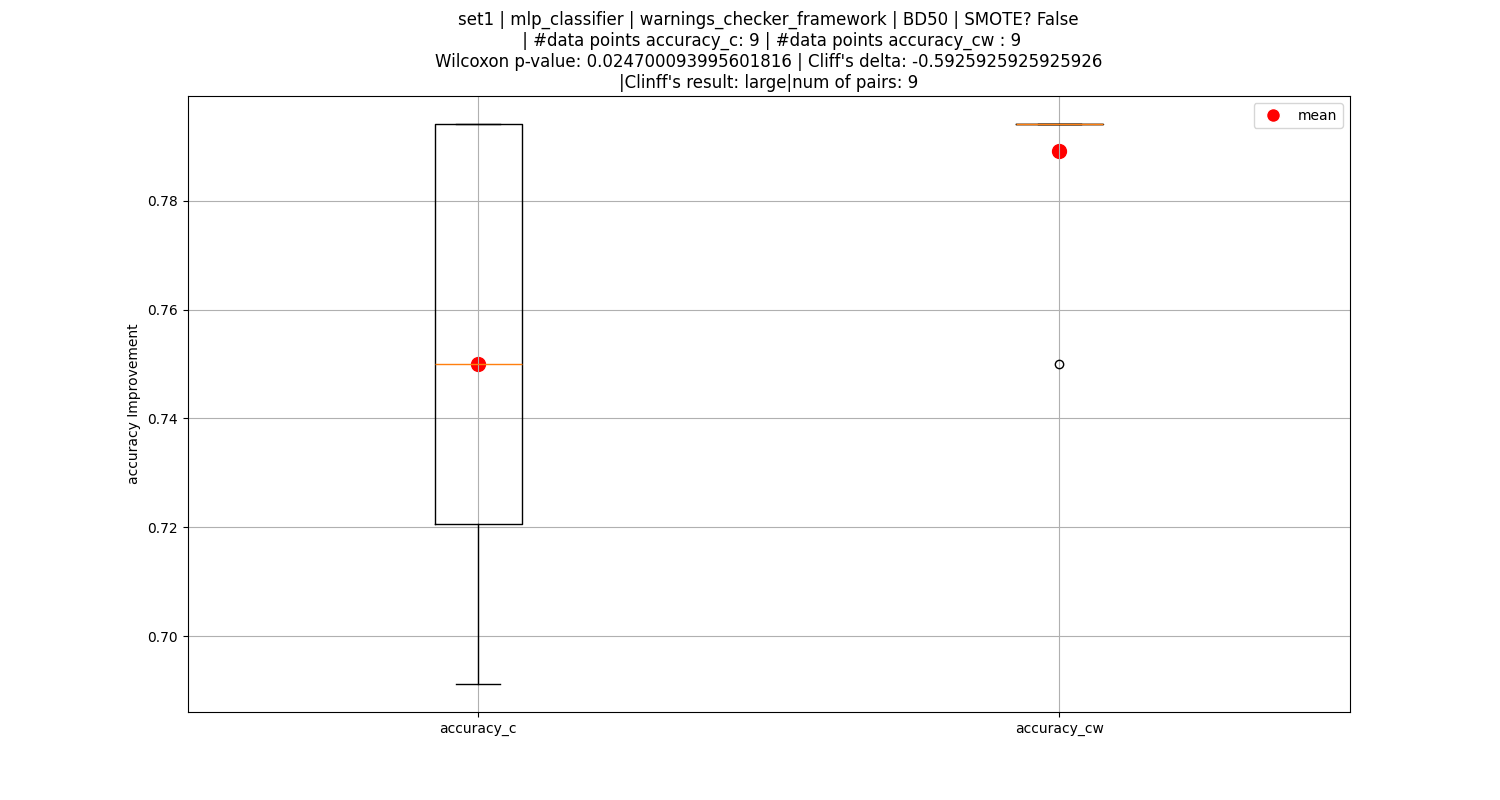 set1 | mlp_classifier | warnings_checker_framework | BD50 | SMOTE? False
| #data points accuracy_c: 9 | #data points accuracy_cw : 9
Wilcoxon p-value: 0.024700093995601816 | Cliff's delta: -0.5925925925925926
|Clinff's result: large|num of pairs: 9
mean
0.78
0.76
0.74
0.72
0.70
accuracy Improvement
accuracy_c
accuracy_cw